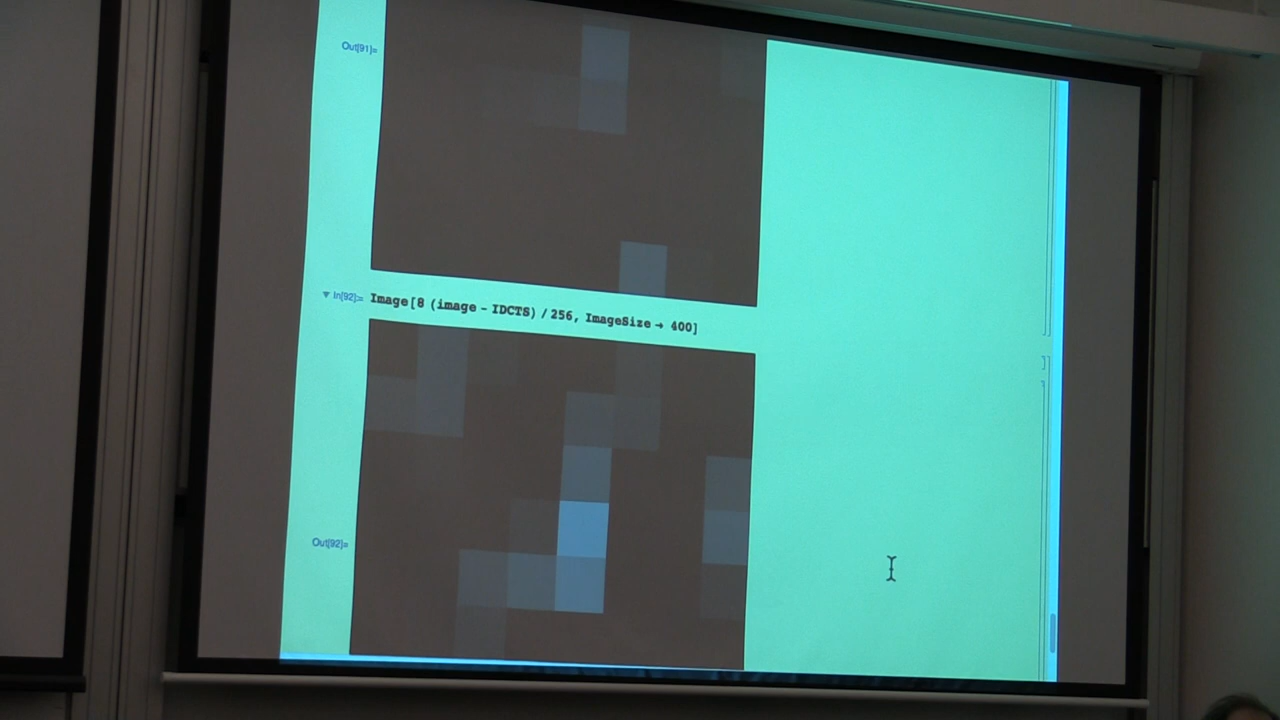 Out[91]=
In[92]:= Image[8 (image - IDCTS) / 256, ImageSize → 400]
Out[92]=